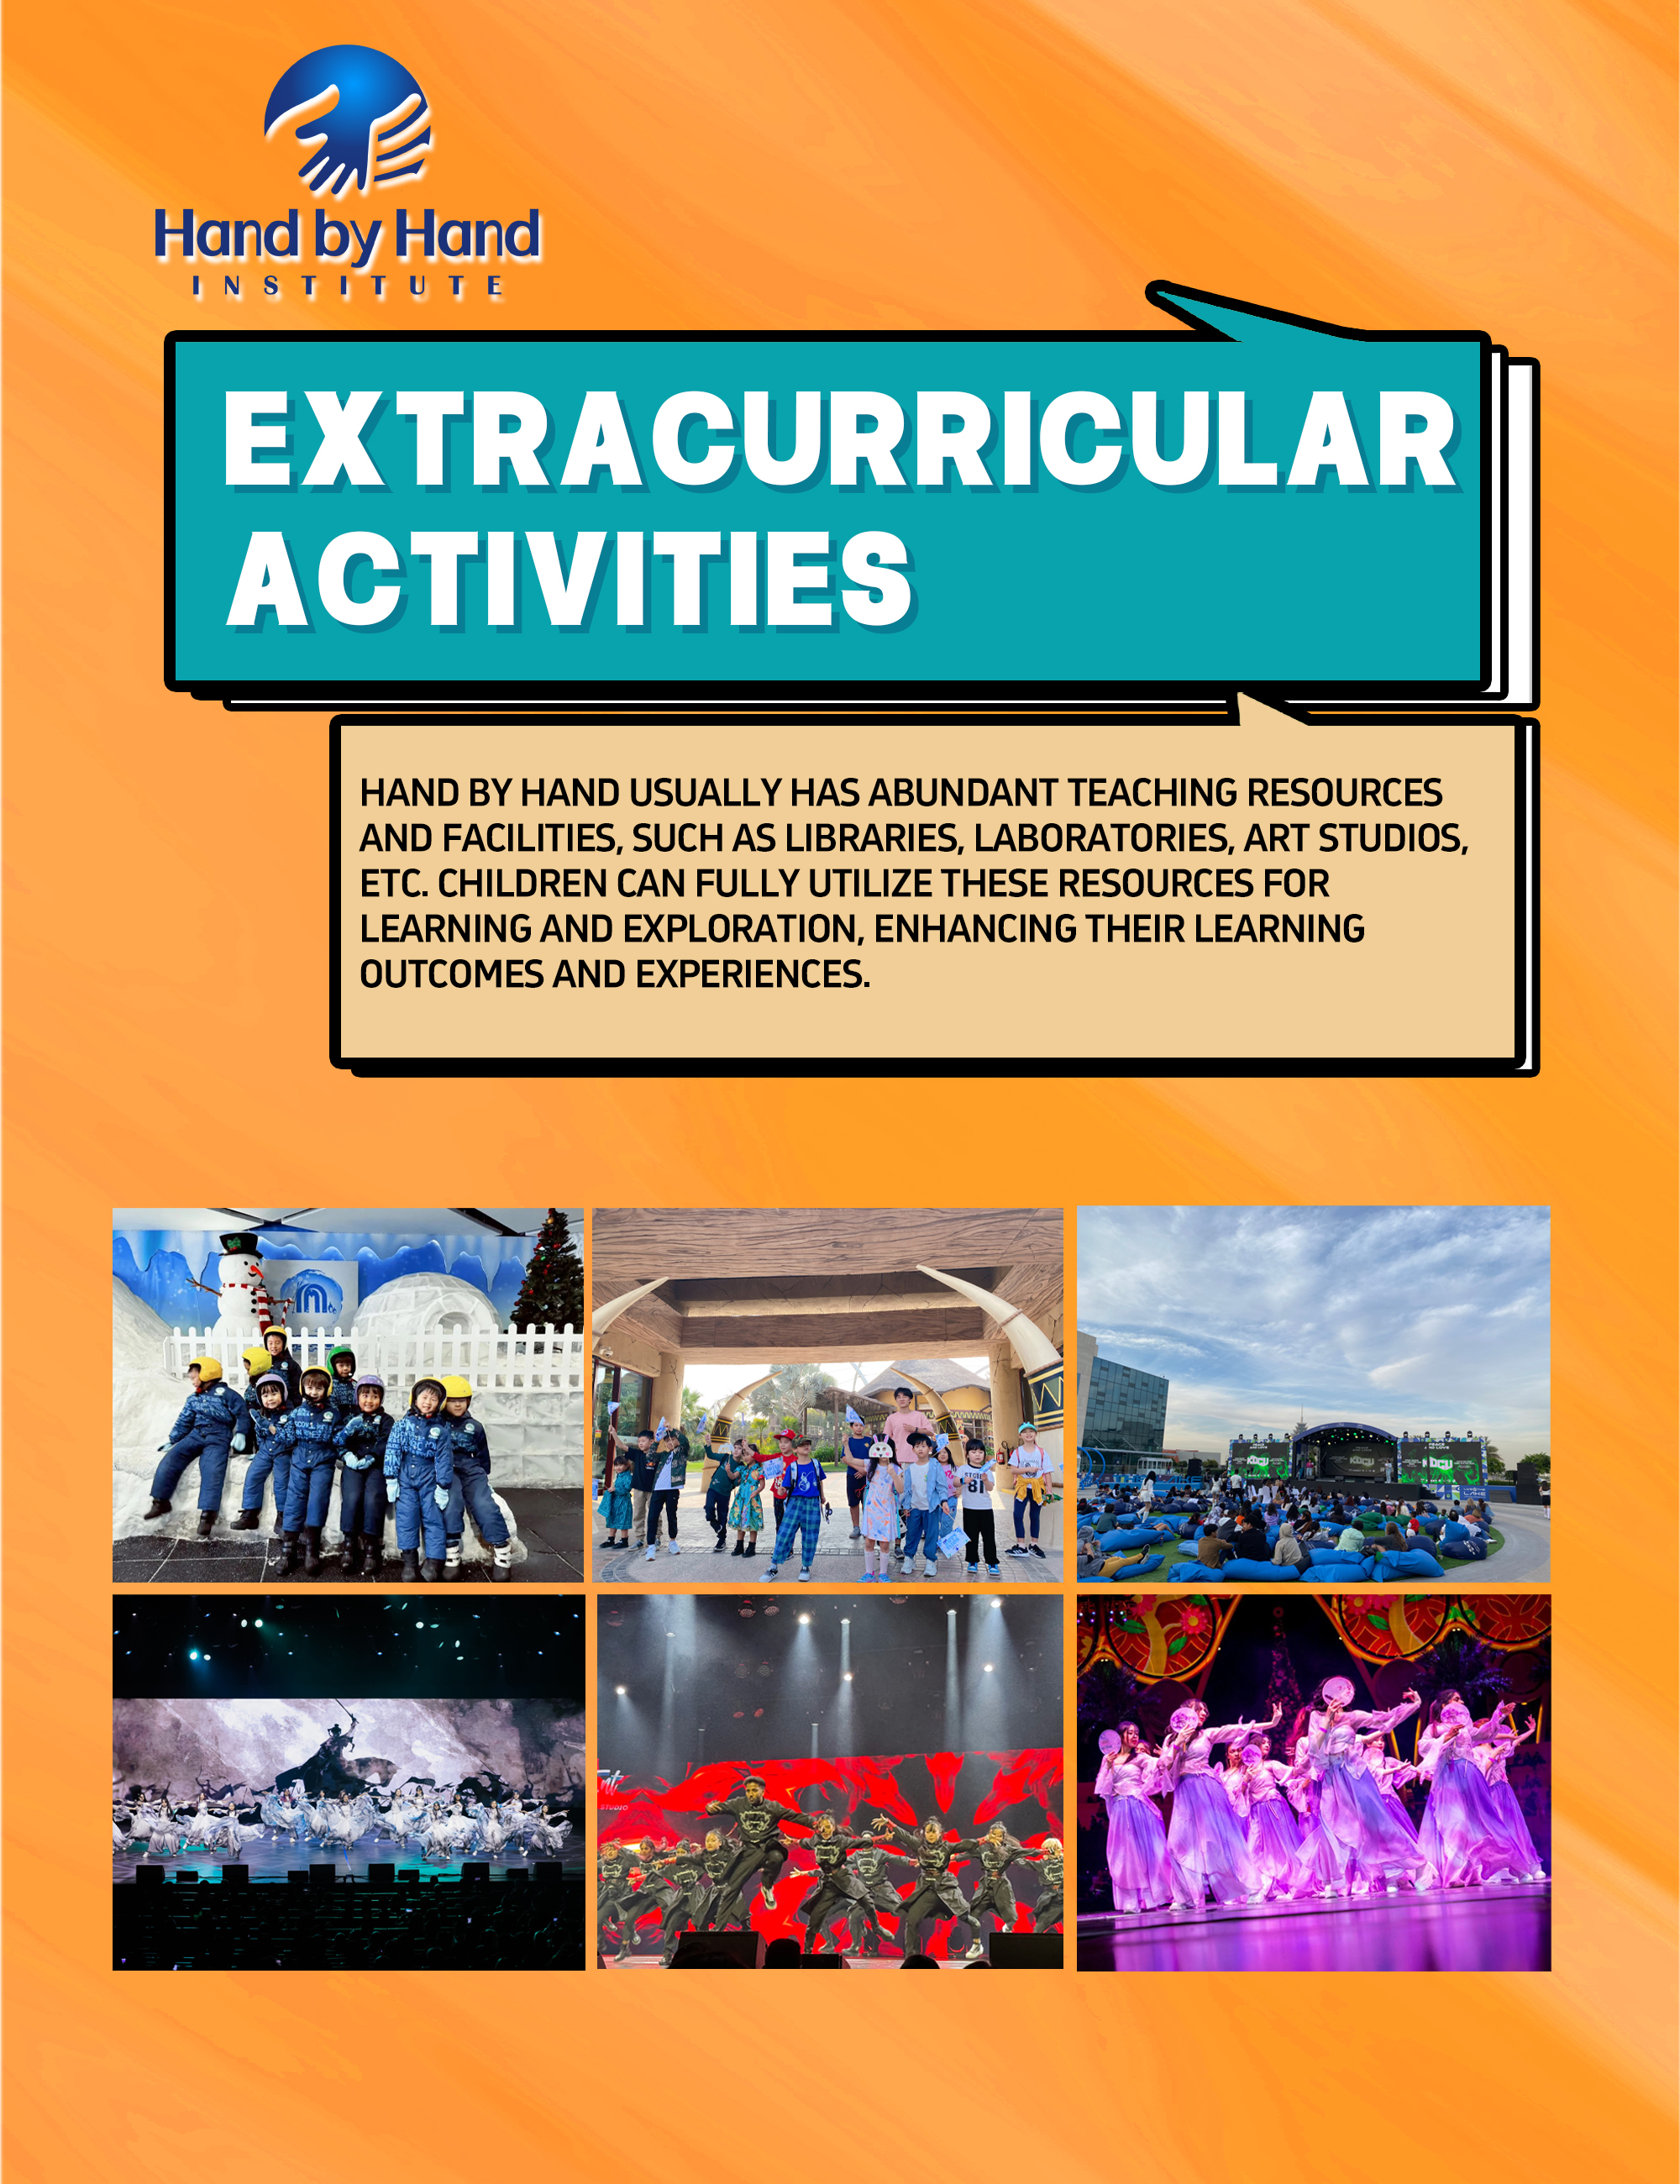 Hand by Hand
INSTITUTE
EXTRACURRICULAR
ACTIVITIES
HAND BY HAND USUALLY HAS ABUNDANT TEACHING RESOURCES
AND FACILITIES, SUCH AS LIBRARIES, LABORATORIES, ART STUDIOS,
ETC. CHILDREN CAN FULLY UTILIZE THESE RESOURCES FOR
LEARNING AND EXPLORATION, ENHANCING THEIR LEARNING
OUTCOMES AND EXPERIENCES.
81
STUDIO